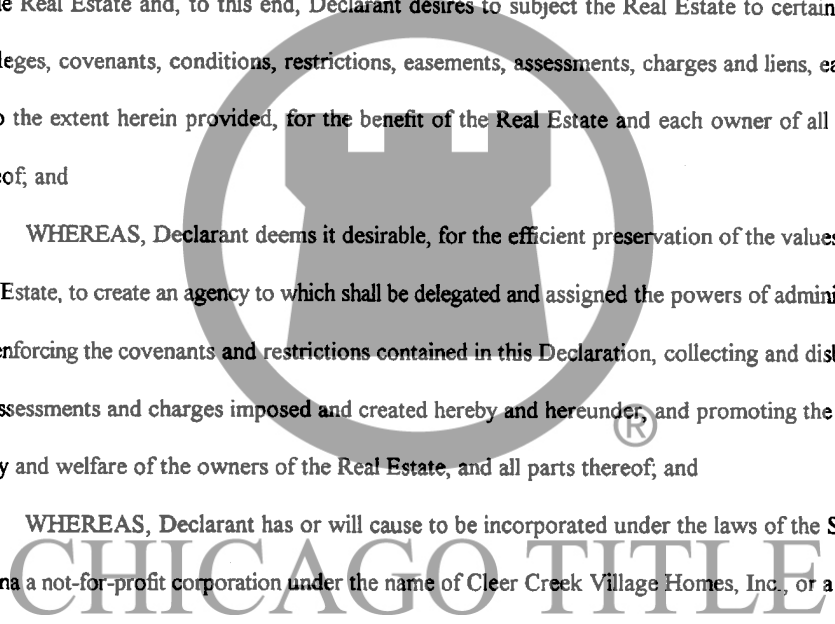 e Real Estate and, to this end, Declarant desires to subject the Real Estate to certain
leges, covenants, conditions, restrictions, easements, assessments, charges and liens, ea
o the extent herein provided, for the benefit of the Real Estate and each owner of all
eof; and
WHEREAS, Declarant deems it desirable, for the efficient preservation of the values
Estate, to create an agency to which shall be delegated and assigned the powers of admini
enforcing the covenants and restrictions contained in this Declaration, collecting and dis
ssessments and charges imposed and created hereby and hereunder, and promoting the
y and welfare of the owners of the Real Estate, and all parts thereof; and
WHEREAS, Declarant has or will cause to be incorporated under the laws of the S
na a not-for-profit corporation under the name of Cleer Creek Village Homes, Inc., or a
CHICAGO TITLE
®